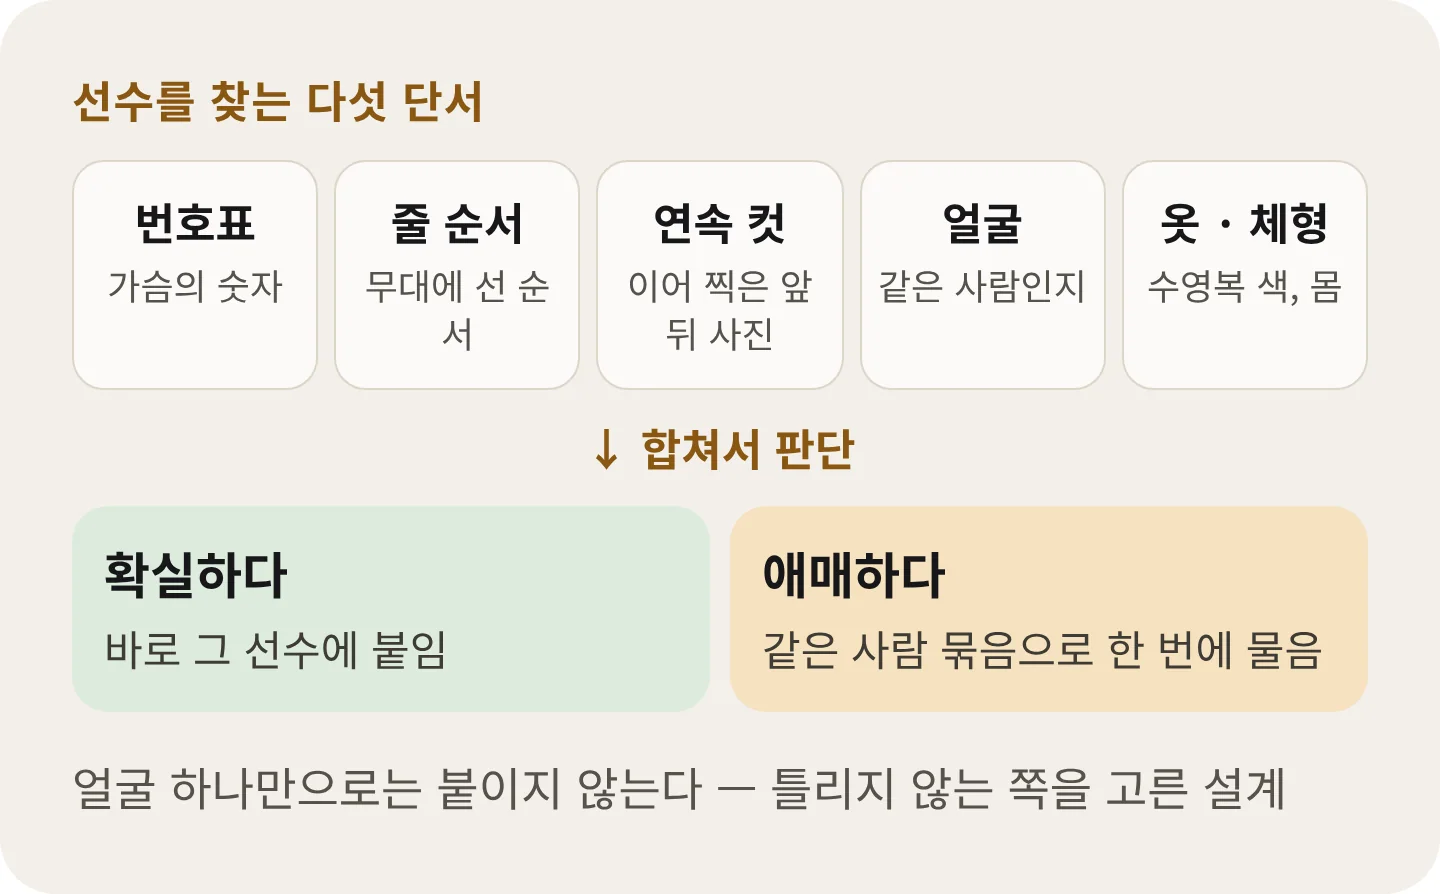 선수를 찾는 다섯 단서
번호표
가슴의 숫자
줄 순서
무대에 선 순
서
연속 컷
이어 찍은 앞
뒤 사진
얼굴
같은 사람인지
옷 · 체형
수영복 색, 몸
↓ 합쳐서 판단
확실하다
바로 그 선수에 붙임
애매하다
같은 사람 묶음으로 한 번에 물음
얼굴 하나만으로는 붙이지 않는다 — 틀리지 않는 쪽을 고른 설계